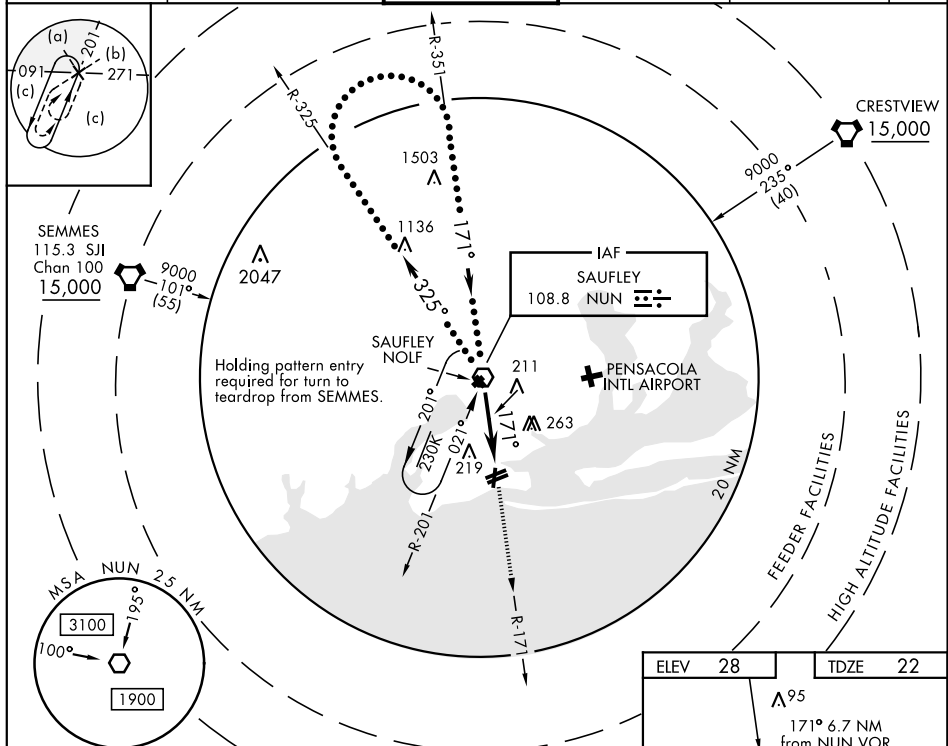 (a)
201
(b)
091
271
(c)
(c)
R-351
R-325
CRESTVIEW
15,000
9000
235°
(40)
1503
1136
SEMMES
115.3 SJI
Chan 100
15,000
9000
101°
(55)
2047
171°
325°
IAF
SAUFLEY
108.8 NUN
SAUFLEY
NOLF
Holding pattern entry
required for turn to
teardrop from SEMMES.
211
PENSACOLA
INTL AIRPORT
171°
263
201°
230K
021°
219
R-201
20 NM
FEEDER FACILITIES
HIGH ALTITUDE FACILITIES
R-171
MSA NUN 25 NM
3100
195°
100°
1900
ELEV 28
TDZE 22
95
171° 6.7 NM
from NUN VOR